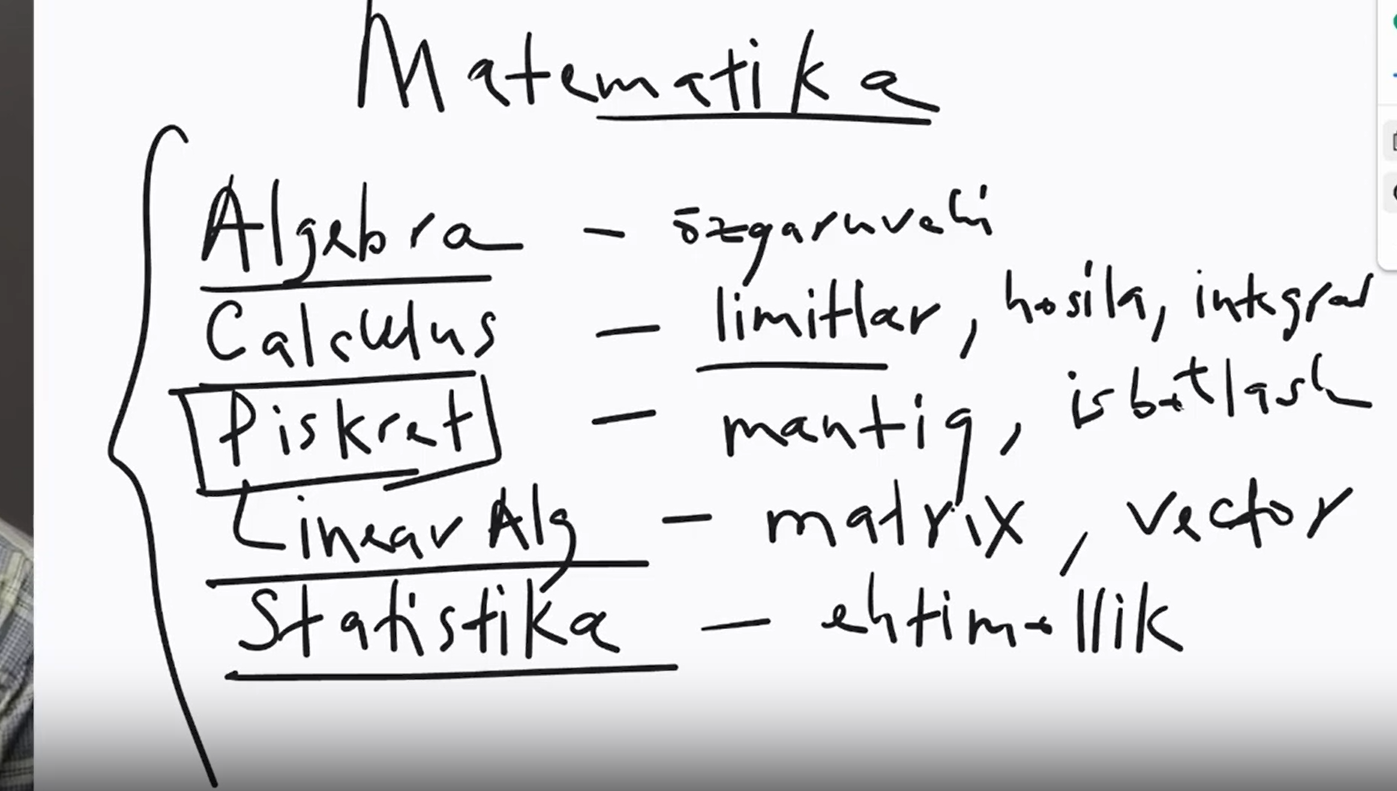 Matematika
Algebra - ōzgaruvchi
Calculus - limitlar, hosila, integral
Diskret - mantiq, isbotlash
Linear Alg - matrix, vector
Statistika - ehtimollik